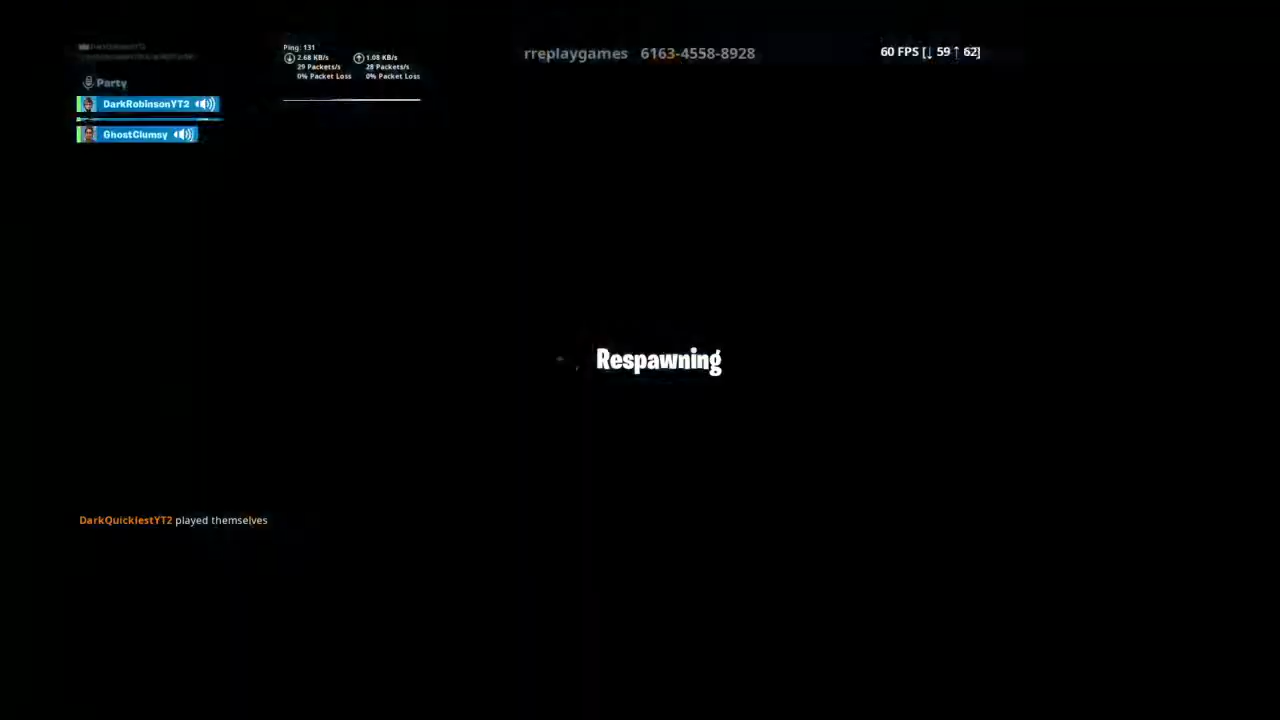 Ping: 131
2.68 KB/s 1.08 KB/s
29 Packets/s 28 Packets/s
0% Packet Loss 0% Packet Loss
rreplaygames 6163-4558-8928
60 FPS [↓ 59 ↑ 62]
Party
DarkRobinsonYT2
GhostClumsy
Respawning
DarkQuickestYT2 played themselves